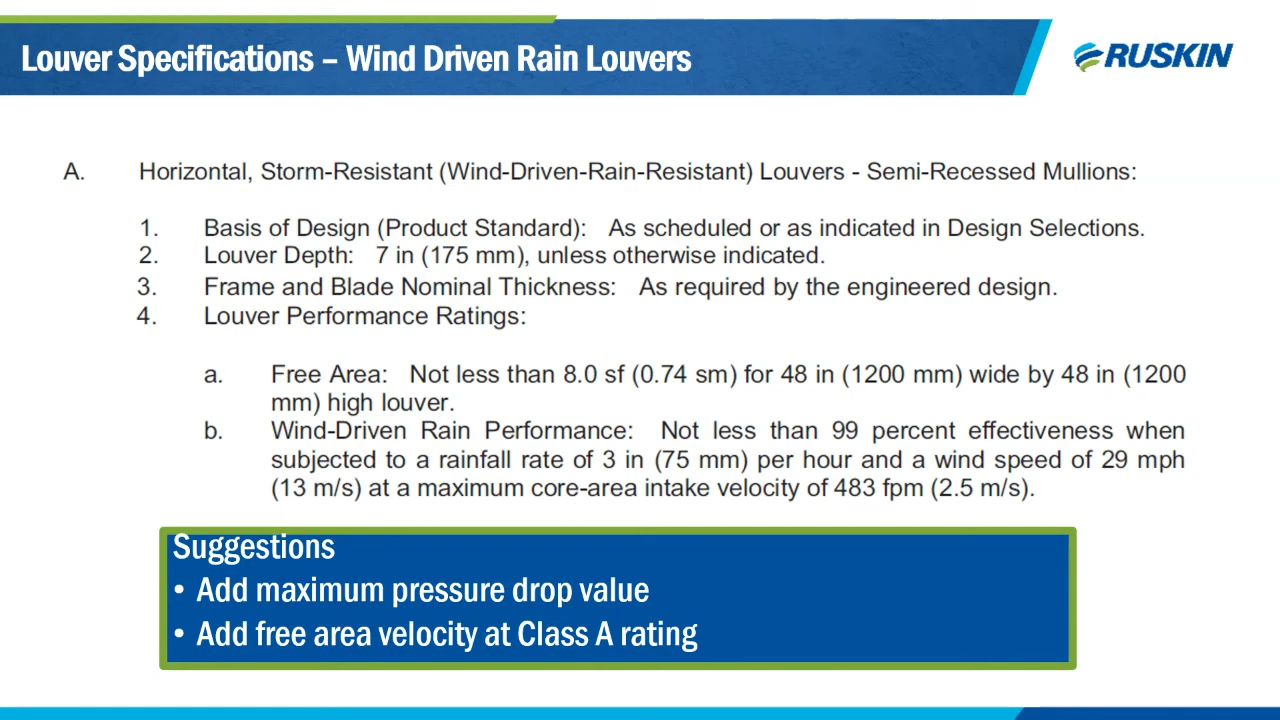 Louver Specifications – Wind Driven Rain Louvers
RUSKIN
A. Horizontal, Storm-Resistant (Wind-Driven-Rain-Resistant) Louvers - Semi-Recessed Mullions:
1. Basis of Design (Product Standard): As scheduled or as indicated in Design Selections.
2. Louver Depth: 7 in (175 mm), unless otherwise indicated.
3. Frame and Blade Nominal Thickness: As required by the engineered design.
4. Louver Performance Ratings:
a. Free Area: Not less than 8.0 sf (0.74 sm) for 48 in (1200 mm) wide by 48 in (1200
mm) high louver.
b. Wind-Driven Rain Performance: Not less than 99 percent effectiveness when
subjected to a rainfall rate of 3 in (75 mm) per hour and a wind speed of 29 mph
(13 m/s) at a maximum core-area intake velocity of 483 fpm (2.5 m/s).
Suggestions
• Add maximum pressure drop value
• Add free area velocity at Class A rating